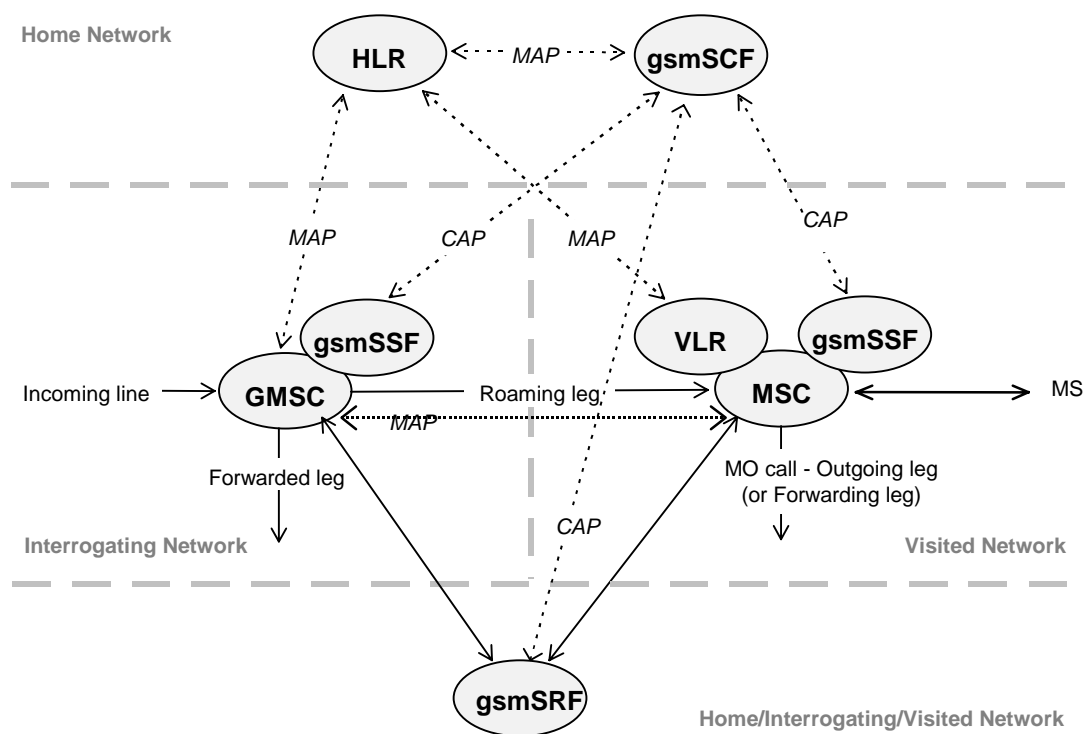 Home Network
HLR
MAP
gsmSCF
MAP
CAP
MAP
CAP
gsmSSF
VLR
gsmSSF
Incoming line
GMSC
Roaming leg
MSC
MS
MAP
Forwarded leg
MO call - Outgoing leg
(or Forwarding leg)
CAP
Interrogating Network
Visited Network
gsmSRF
Home/Interrogating/Visited Network